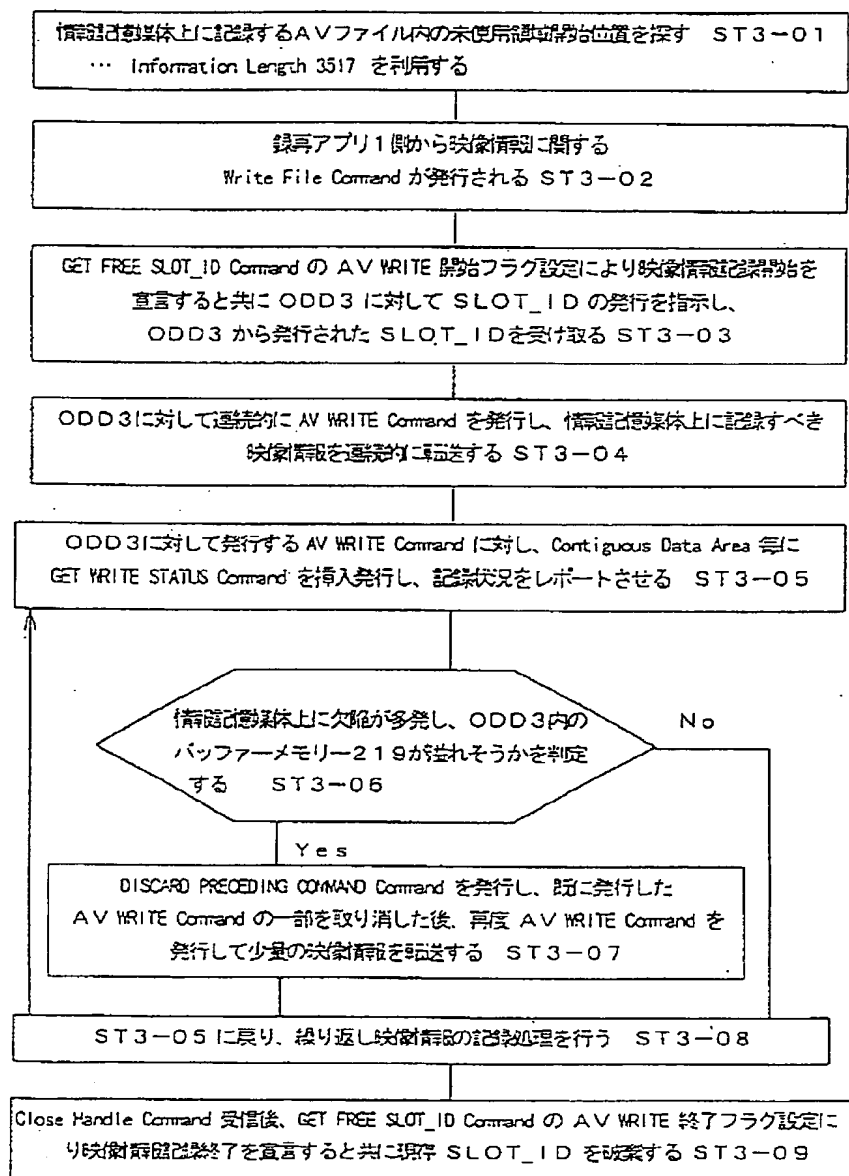 情報記憶媒体上に記録するAVファイル内の未使用領域開始位置を探す ST3-01
… Information Length 3517 を利用する
録再アプリ1側から映像情報に関する
Write File Command が発行される ST3-02
GET FREE SLOT_ID Command の AV WRITE 開始フラグ設定により映像情報記録開始を
宣言すると共に ODD3 に対して SLOT_ID の発行を指示し、
ODD3 から発行された SLOT_IDを受け取る ST3-03
ODD3に対して連続的に AV WRITE Command を発行し、情報記憶媒体上に記録すべき
映像情報を連続的に転送する ST3-04
ODD3に対して発行する AV WRITE Command に対し、Contiguous Data Area 毎に
GET WRITE STATUS Command を挿入発行し、記録状況をレポートさせる ST3-05
情報記憶媒体上に欠陥が多発し、ODD3内の
バッファーメモリー219が溢れそうかを判定
する ST3-06
No
Yes
DISCARD PRECEDING COMMAND Command を発行し、既に発行した
AV WRITE Command の一部を取り消した後、再度 AV WRITE Command を
発行して少量の映像情報を転送する ST3-07
ST3-05 に戻り、繰り返し映像情報の記録処理を行う ST3-08
Close Handle Command 受信後、GET FREE SLOT_ID Command の AV WRITE 終了フラグ設定によ
り映像情報記録終了を宣言すると共に現存 SLOT_ID を破棄する ST3-09